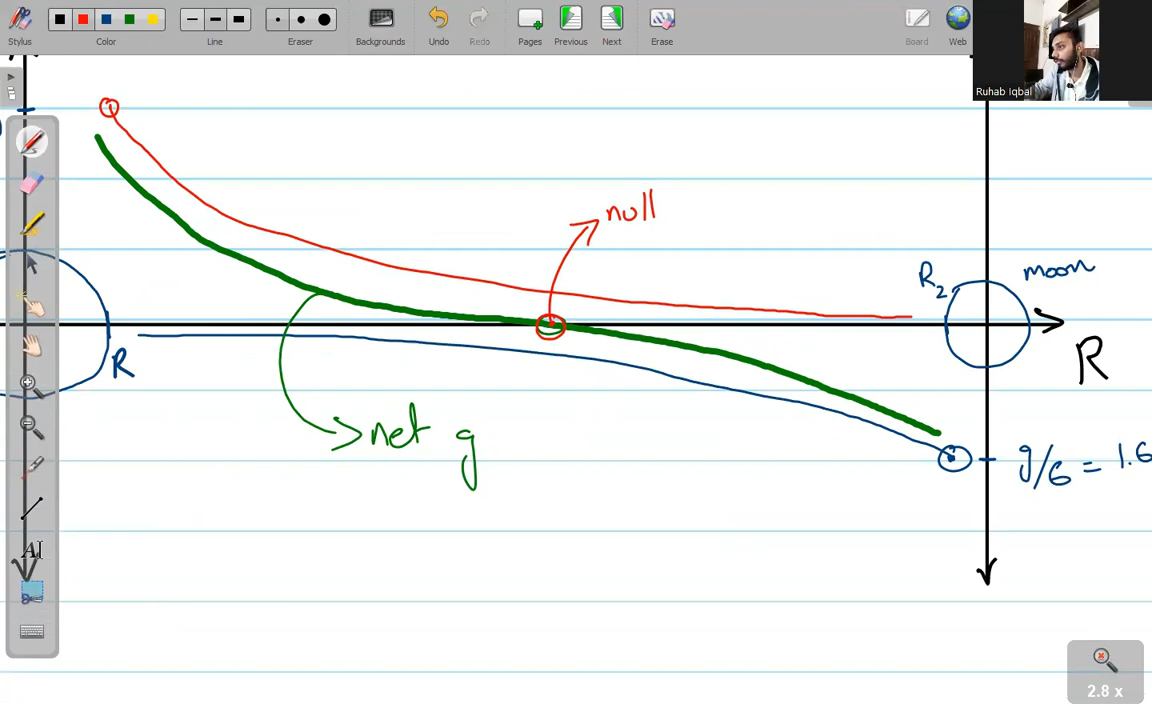 Stylus
Color
Line
Eraser
Backgrounds
Undo
Redo
Pages
Previous
Next
Erase
Board
Web
Ruhab Iqbal
null
R2
moon
R
R
net g
g/6 = 1.6
AI
2.8 x